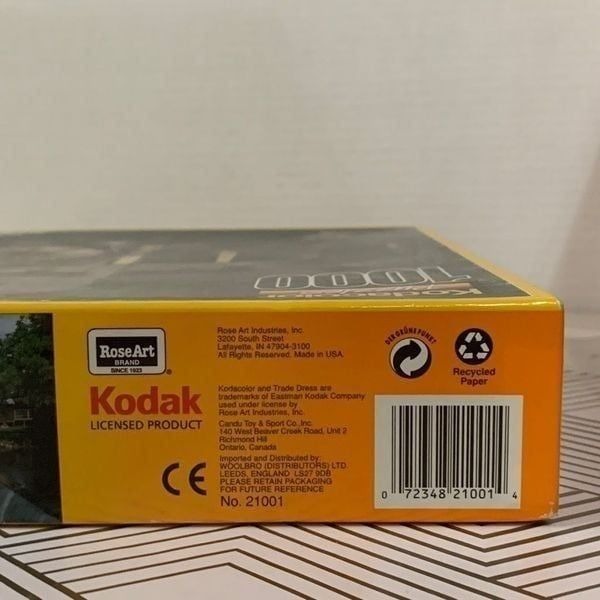 1000
Kodacolor
RoseArt
BRAND
SINCE 1923
®
Kodak
LICENSED PRODUCT
Rose Art Industries, Inc.
3200 South Street
Lafayette, IN 47904-3100
All Rights Reserved. Made in USA.
Kodacolor and Trade Dress are
trademarks of Eastman Kodak Company
used under license by
Rose Art Industries, Inc.
Candu Toy & Sport Co., Inc.
140 West Beaver Creek Road, Unit 2
Richmond Hill
Ontario, Canada
Imported and Distributed by:
WOOLBRO (DISTRIBUTORS) LTD.
LEEDS, ENGLAND LS27 9DB
PLEASE RETAIN PACKAGING
FOR FUTURE REFERENCE
No. 21001
CE
DER GRÜNE PUNKT
Recycled
Paper
0 72348 21001 4